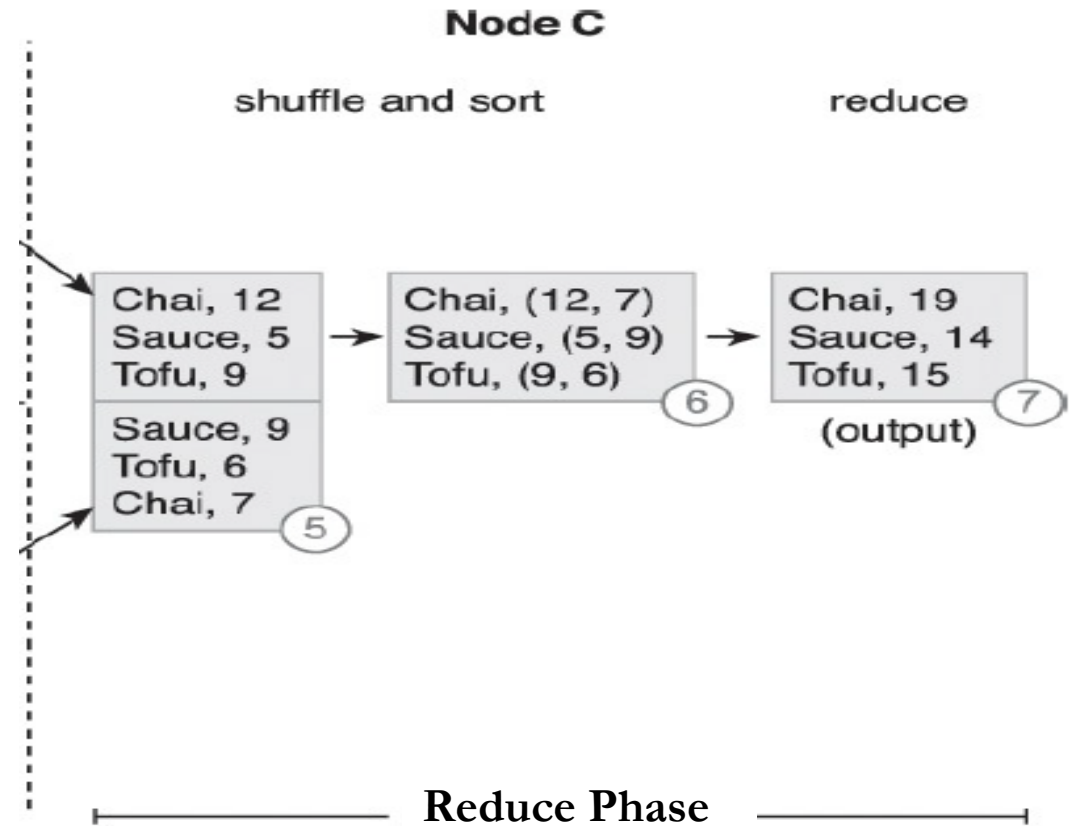 Node C
shuffle and sort
reduce
Chai, 12
Sauce, 5
Tofu, 9
Sauce, 9
Tofu, 6
Chai, 7
5
Chai, (12, 7)
Sauce, (5, 9)
Tofu, (9, 6)
6
Chai, 19
Sauce, 14
Tofu, 15
7
(output)
Reduce Phase